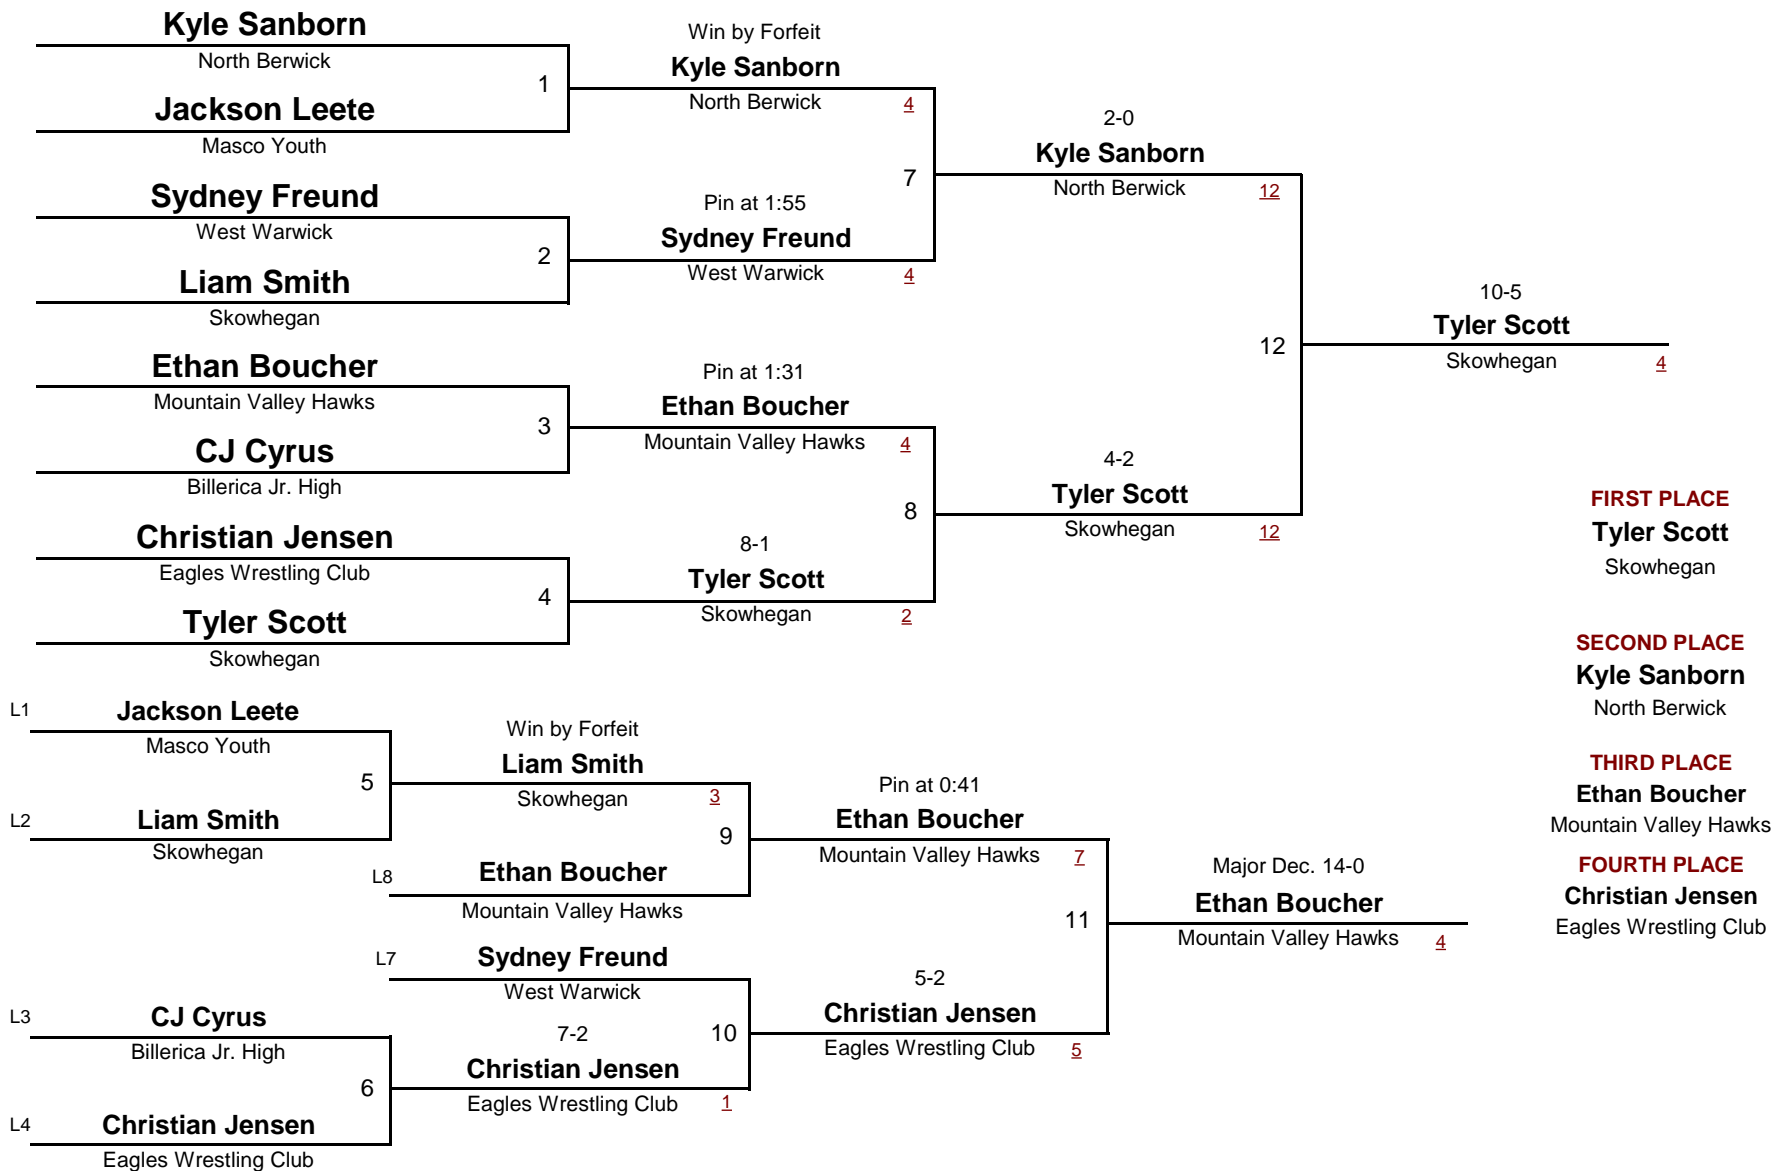 Kyle Sanborn
North Berwick
1
Jackson Leete
Masco Youth
Sydney Freund
West Warwick
2
Liam Smith
Skowhegan
Ethan Boucher
Mountain Valley Hawks
3
CJ Cyrus
Billerica Jr. High
Christian Jensen
Eagles Wrestling Club
4
Tyler Scott
Skowhegan
Win by Forfeit
Kyle Sanborn
North Berwick 4
7
Pin at 1:55
Sydney Freund
West Warwick 4
Pin at 1:31
Ethan Boucher
Mountain Valley Hawks 4
8
8-1
Tyler Scott
Skowhegan 2
2-0
Kyle Sanborn
North Berwick 12
12
4-2
Tyler Scott
Skowhegan 12
10-5
Tyler Scott
Skowhegan 4
FIRST PLACE
Tyler Scott
Skowhegan
SECOND PLACE
Kyle Sanborn
North Berwick
THIRD PLACE
Ethan Boucher
Mountain Valley Hawks
FOURTH PLACE
Christian Jensen
Eagles Wrestling Club
L1 Jackson Leete
Masco Youth
5
L2 Liam Smith
Skowhegan
L3 CJ Cyrus
Billerica Jr. High
6
L4 Christian Jensen
Eagles Wrestling Club
Win by Forfeit
Liam Smith
Skowhegan 3
9
L8 Ethan Boucher
Mountain Valley Hawks
L7 Sydney Freund
West Warwick
10
7-2
Christian Jensen
Eagles Wrestling Club 1
Pin at 0:41
Ethan Boucher
Mountain Valley Hawks 7
11
5-2
Christian Jensen
Eagles Wrestling Club 5
Major Dec. 14-0
Ethan Boucher
Mountain Valley Hawks 4